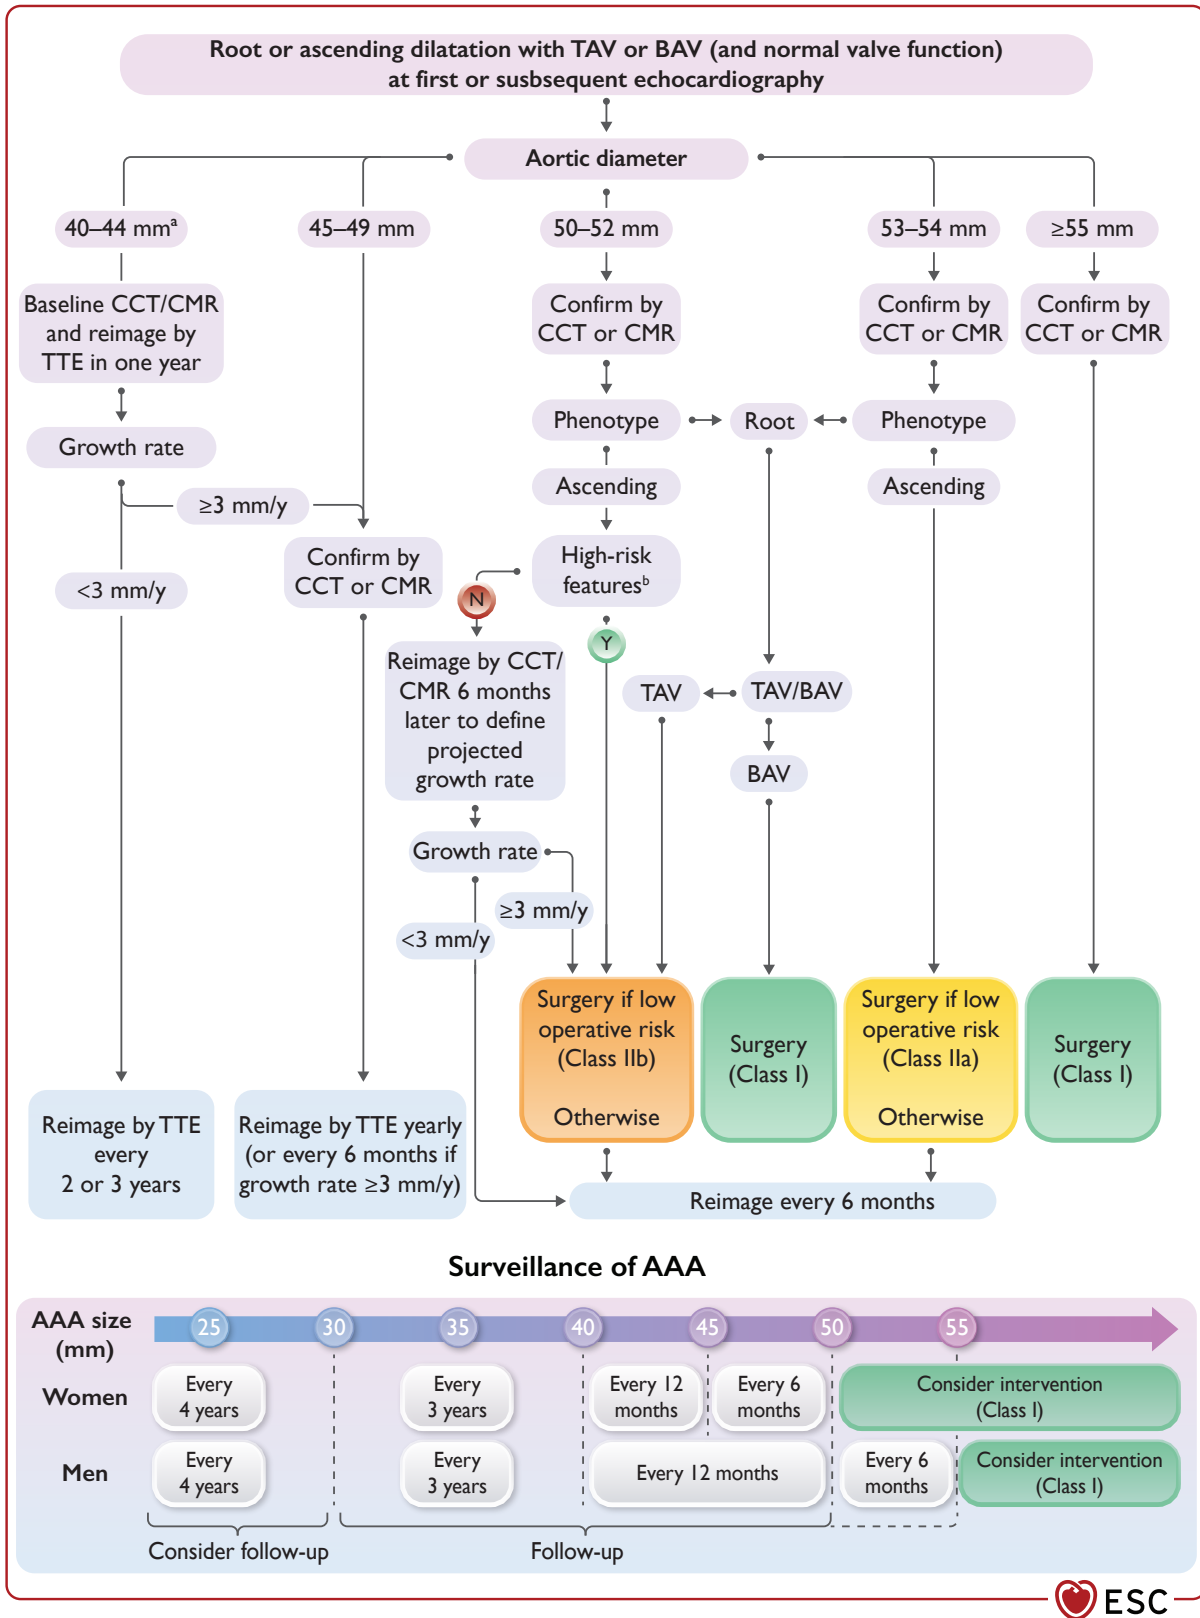 Root or ascending dilatation with TAV or BAV (and normal valve function)
at first or susbsequent echocardiography
Aortic diameter
40–44 mmᵃ
45–49 mm
50–52 mm
53–54 mm
≥55 mm
Baseline CCT/CMR
and reimage by
TTE in one year
Confirm by
CCT or CMR
Confirm by
CCT or CMR
Confirm by
CCT or CMR
Growth rate
Phenotype
Root
Phenotype
≥3 mm/y
Ascending
Ascending
<3 mm/y
Confirm by
CCT or CMR
High-risk
featuresᵇ
N
Y
Reimage by CCT/
CMR 6 months
later to define
projected
growth rate
TAV
TAV/BAV
BAV
Growth rate
≥3 mm/y
<3 mm/y
Surgery if low
operative risk
(Class IIb)
Otherwise
Surgery
(Class I)
Surgery if low
operative risk
(Class IIa)
Otherwise
Surgery
(Class I)
Reimage by TTE
every
2 or 3 years
Reimage by TTE yearly
(or every 6 months if
growth rate ≥3 mm/y)
Reimage every 6 months
Surveillance of AAA
AAA size
(mm)
25
30
35
40
45
50
55
Women
Every
4 years
Every
3 years
Every 12
months
Every 6
months
Consider intervention
(Class I)
Men
Every
4 years
Every
3 years
Every 12 months
Every 6
months
Consider intervention
(Class I)
Consider follow-up
Follow-up
ESC